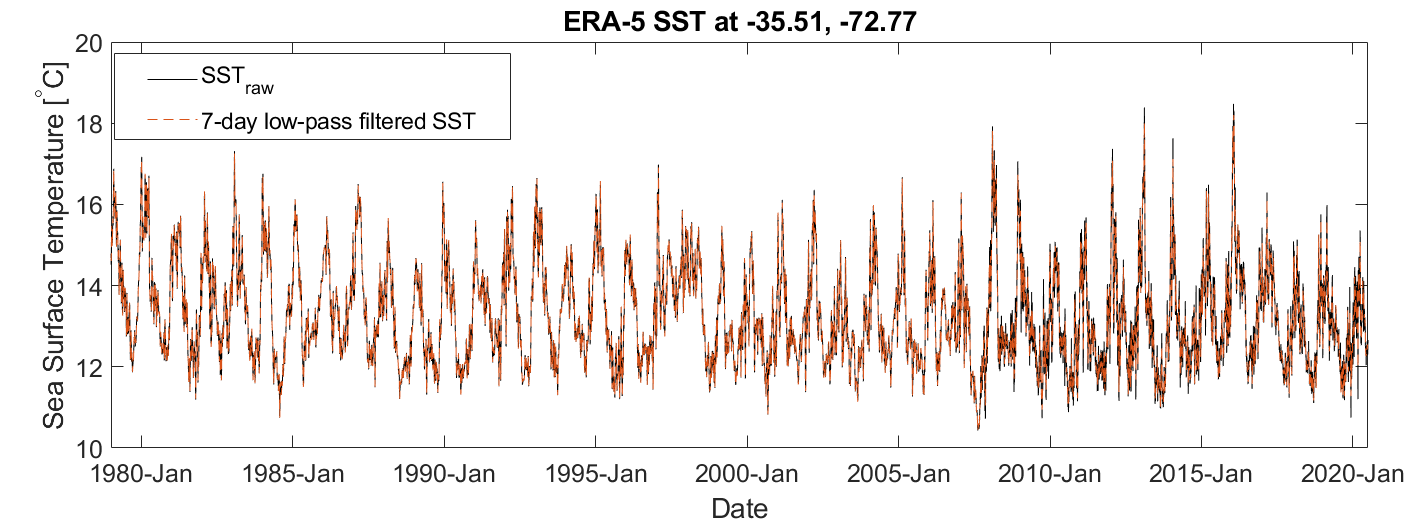 ERA-5 SST at -35.51, -72.77
Sea Surface Temperature [°C]
20
18
16
14
12
10
SSTraw
7-day low-pass filtered SST
1980-Jan 1985-Jan 1990-Jan 1995-Jan 2000-Jan 2005-Jan 2010-Jan 2015-Jan 2020-Jan
Date